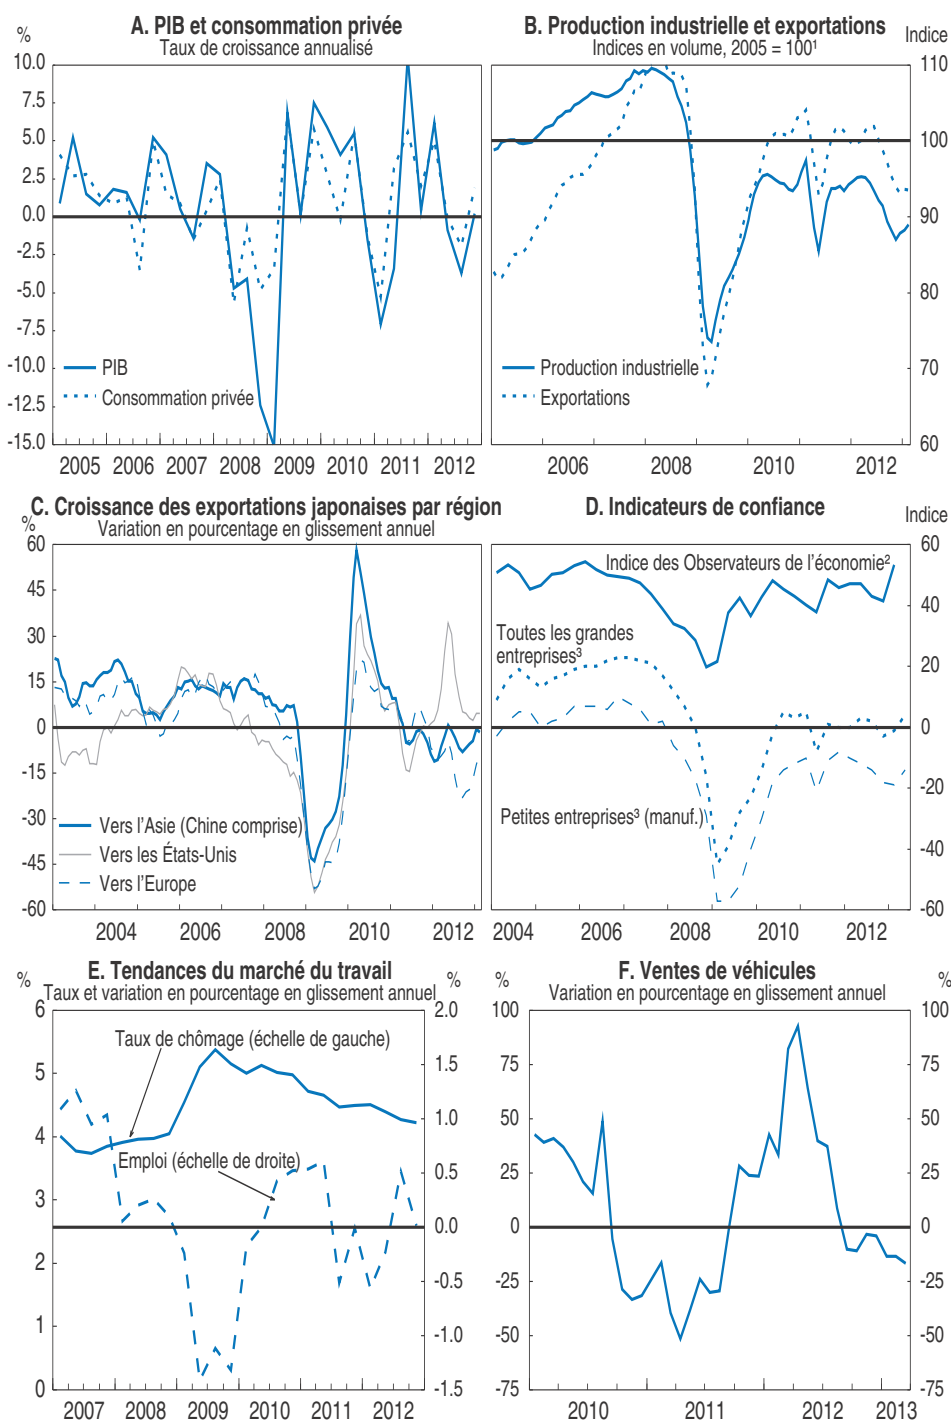 A. PIB et consommation privée
Taux de croissance annualisé
%
10.0
7.5
5.0
2.5
0.0
-2.5
-5.0
-7.5
-10.0
-12.5
-15.0
PIB
Consommation privée
2005 2006 2007 2008 2009 2010 2011 2012
B. Production industrielle et exportations
Indices en volume, 2005 = 100¹
Indice
110
100
90
80
70
60
Production industrielle
Exportations
2006 2008 2010 2012
C. Croissance des exportations japonaises par région
Variation en pourcentage en glissement annuel
%
60
45
30
15
0
-15
-30
-45
-60
Vers l'Asie (Chine comprise)
Vers les États-Unis
Vers l'Europe
2004 2006 2008 2010 2012
D. Indicateurs de confiance
Indice
60
40
20
0
-20
-40
-60
Indice des Observateurs de l'économie²
Toutes les grandes
entreprises³
Petites entreprises³ (manuf.)
2004 2006 2008 2010 2012
E. Tendances du marché du travail
Taux et variation en pourcentage en glissement annuel
%
%
6
5
4
3
2
1
0
2.0
1.5
1.0
0.5
0.0
-0.5
-1.0
-1.5
Taux de chômage (échelle de gauche)
Emploi (échelle de droite)
2007 2008 2009 2010 2011 2012
F. Ventes de véhicules
Variation en pourcentage en glissement annuel
%
%
100
75
50
25
0
-25
-50
-75
100
75
50
25
0
-25
-50
-75
2010 2011 2012 2013